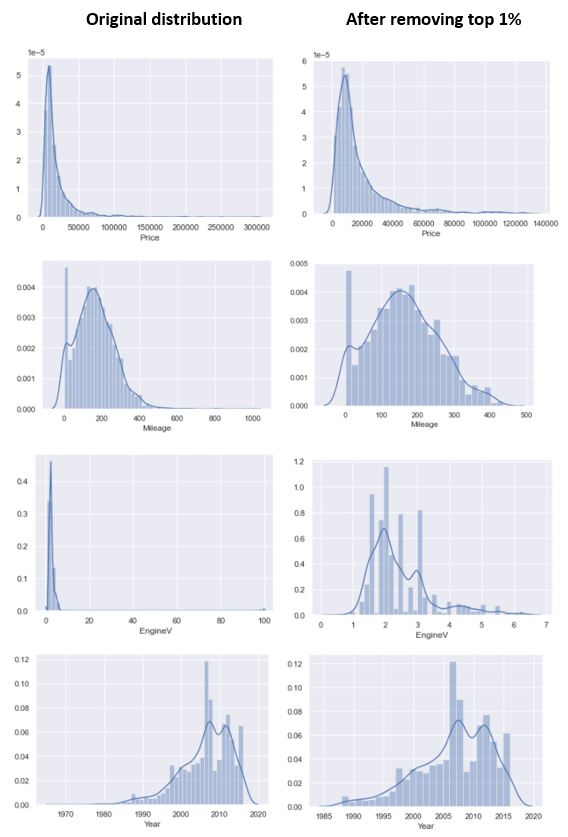 Original distribution
After removing top 1%
1e−5
5
4
3
2
1
0
0 50000 100000 150000 200000 250000 300000
Price
1e−5
6
5
4
3
2
1
0
0 20000 40000 60000 80000 100000 120000 140000
Price
0.004
0.003
0.002
0.001
0.000
0 200 400 600 800 1000
Mileage
0.005
0.004
0.003
0.002
0.001
0.000
0 100 200 300 400 500
Mileage
0.4
0.3
0.2
0.1
0.0
0 20 40 60 80 100
EngineV
1.2
1.0
0.8
0.6
0.4
0.2
0.0
0 1 2 3 4 5 6 7
EngineV
0.12
0.10
0.08
0.06
0.04
0.02
0.00
1970 1980 1990 2000 2010 2020
Year
0.12
0.10
0.08
0.06
0.04
0.02
0.00
1985 1990 1995 2000 2005 2010 2015 2020
Year